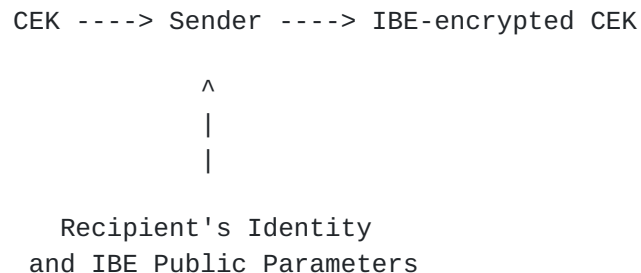 CEK ----> Sender ----> IBE-encrypted CEK
^
|
|
Recipient's Identity
and IBE Public Parameters